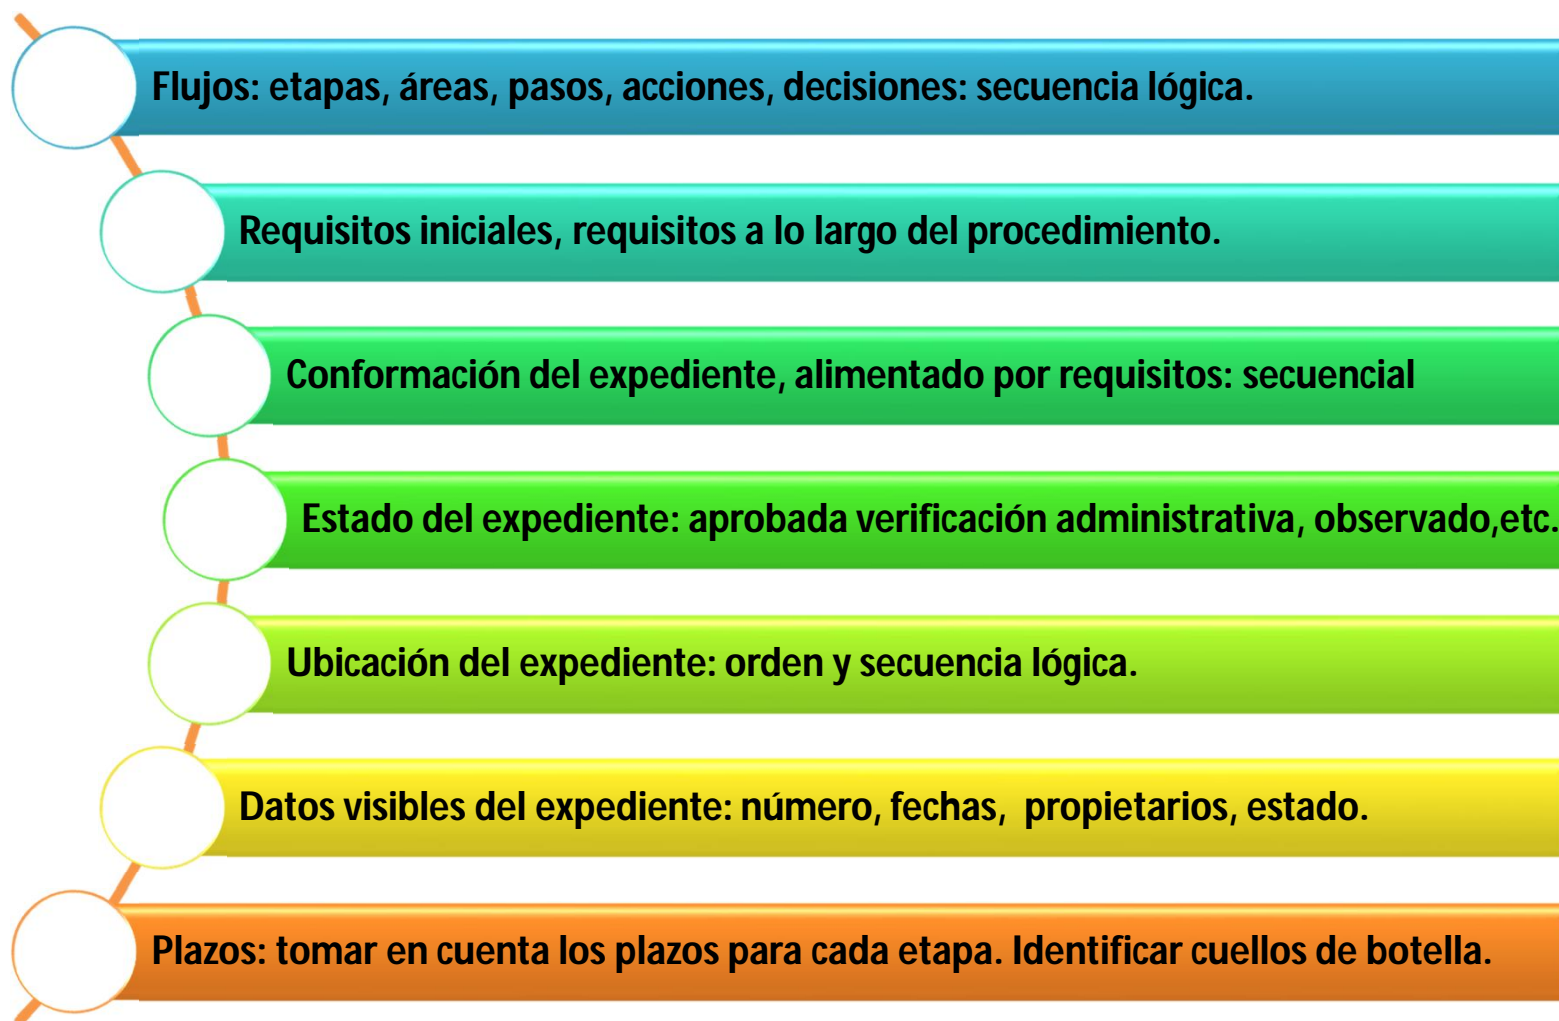 Flujos: etapas, áreas, pasos, acciones, decisiones: secuencia lógica.
Requisitos iniciales, requisitos a lo largo del procedimiento.
Conformación del expediente, alimentado por requisitos: secuencial
Estado del expediente: aprobada verificación administrativa, observado,etc.
Ubicación del expediente: orden y secuencia lógica.
Datos visibles del expediente: número, fechas,  propietarios, estado.
Plazos: tomar en cuenta los plazos para cada etapa. Identificar cuellos de botella.